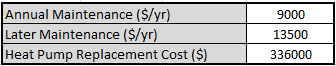 Annual Maintenance ($/yr) 9000
Later Maintenance ($/yr) 13500
Heat Pump Replacement Cost ($) 336000